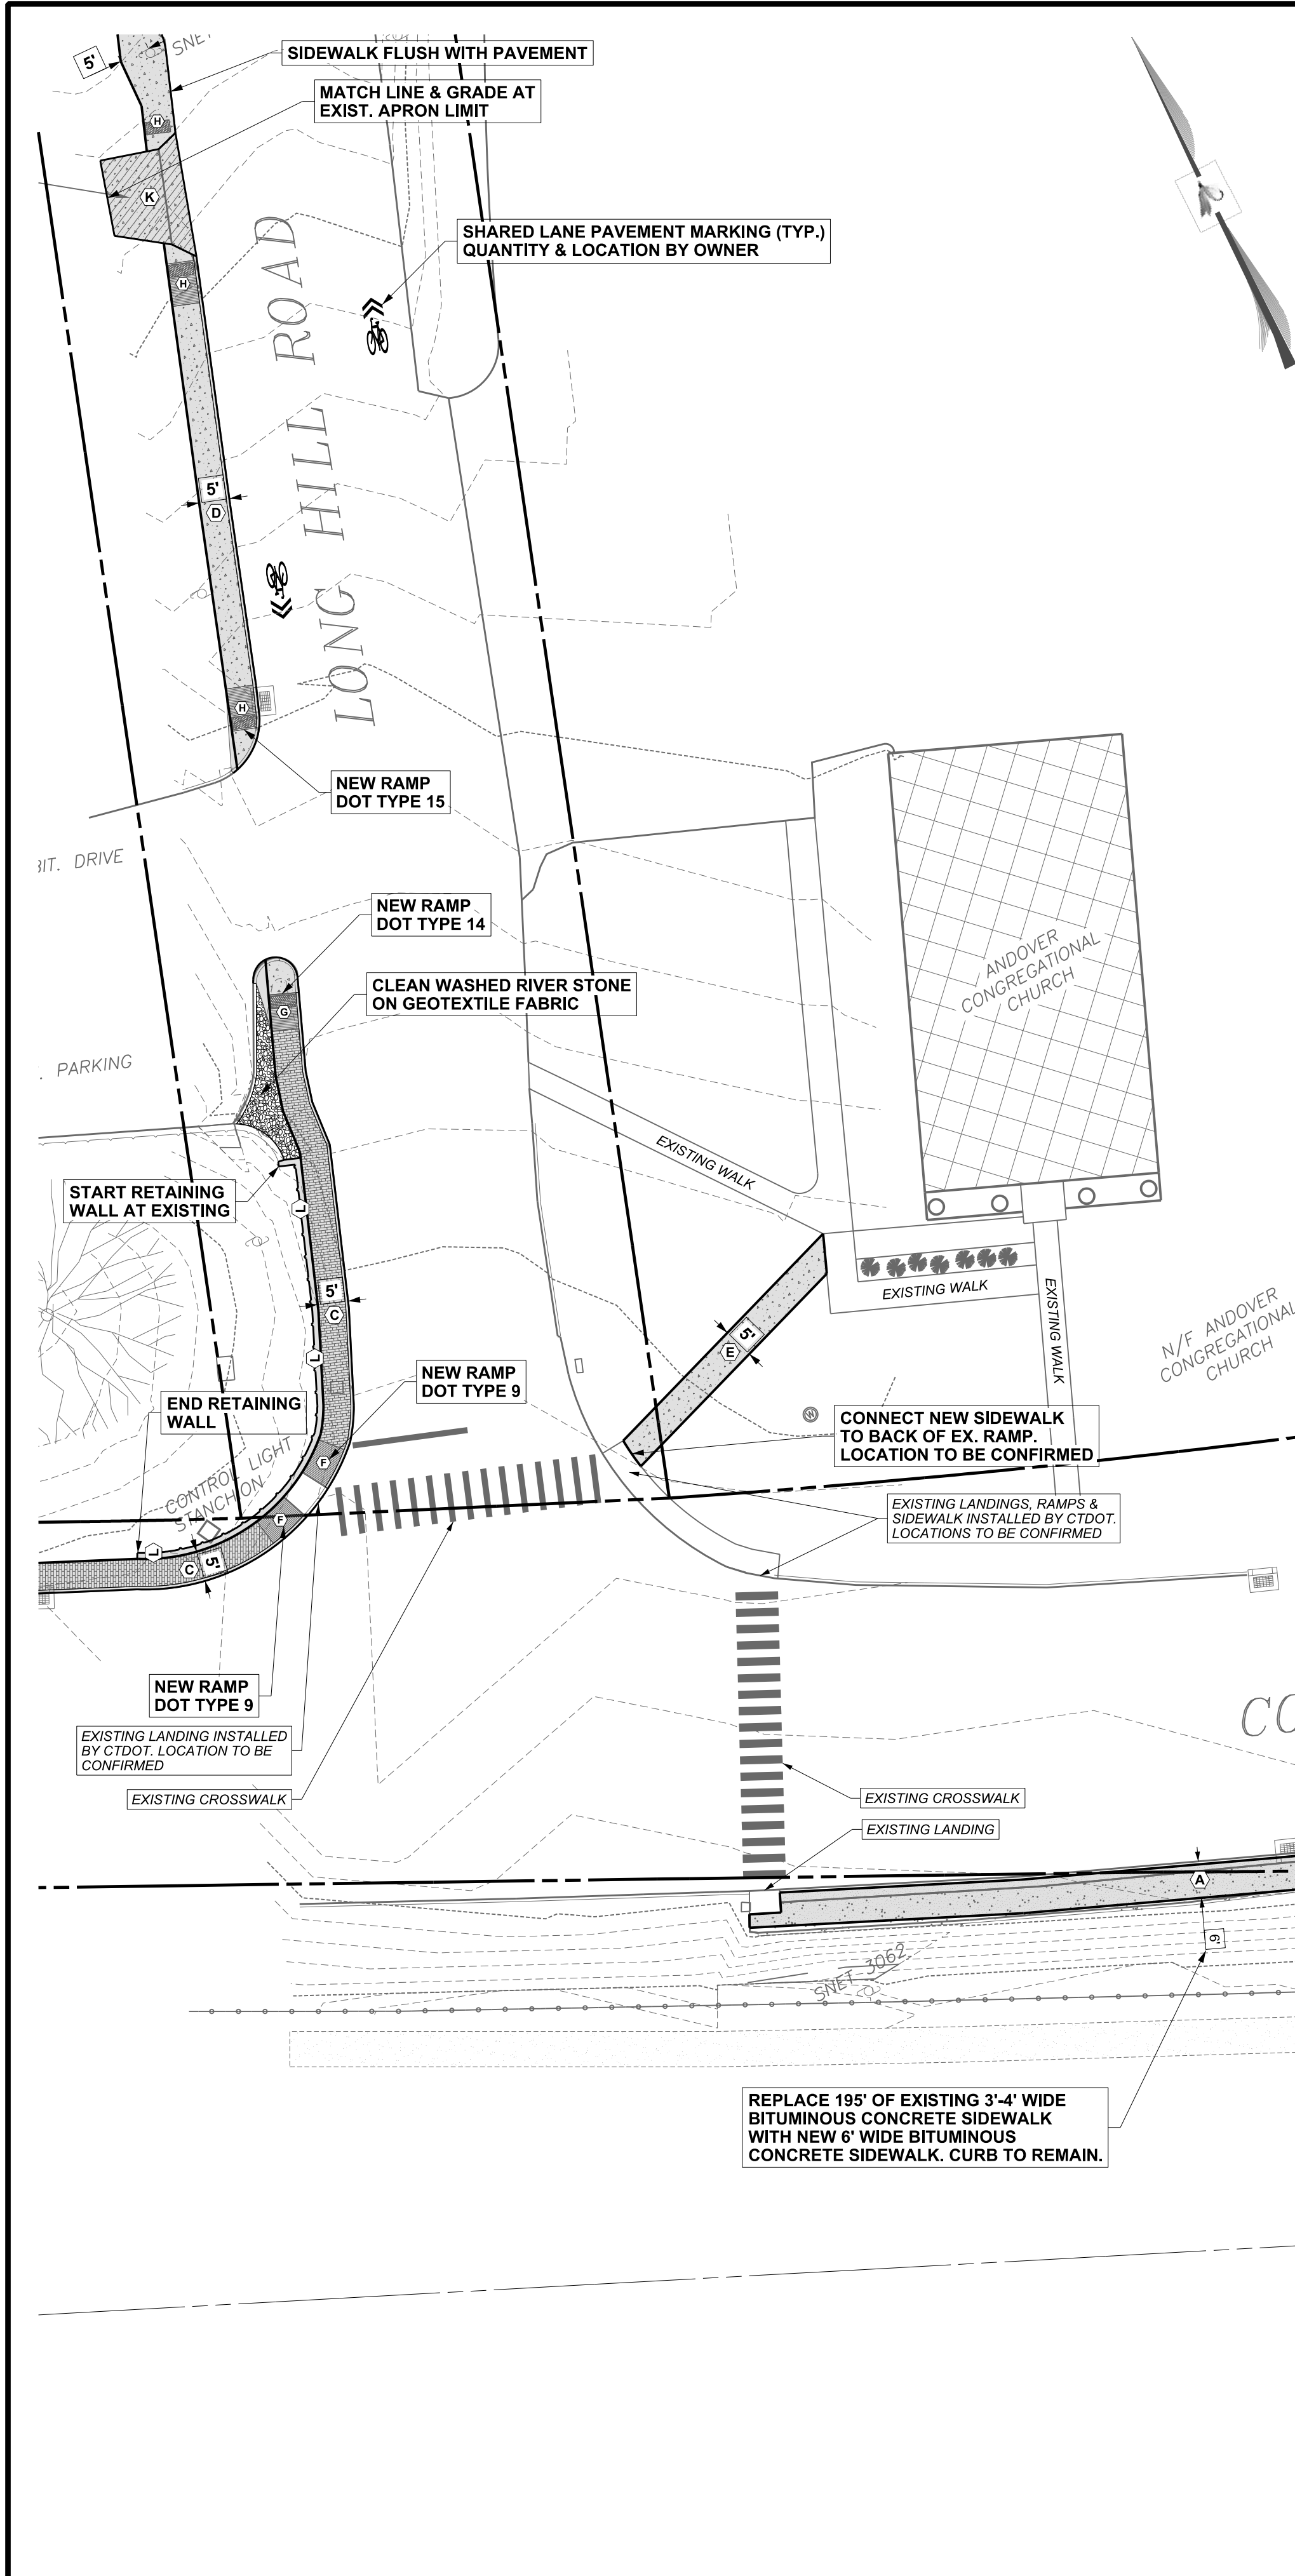 SNET
5'
SIDEWALK FLUSH WITH PAVEMENT
MATCH LINE & GRADE AT
EXIST. APRON LIMIT
H
K
SHARED LANE PAVEMENT MARKING (TYP.)
QUANTITY & LOCATION BY OWNER
H
LONG HILL ROAD
5'
D
H
NEW RAMP
DOT TYPE 15
BIT. DRIVE
NEW RAMP
DOT TYPE 14
CLEAN WASHED RIVER STONE
ON GEOTEXTILE FABRIC
G
ANDOVER
CONGREGATIONAL
CHURCH
. PARKING
EXISTING WALK
START RETAINING
WALL AT EXISTING
L
5'
C
EXISTING WALK
EXISTING WALK
N/F ANDOVER
CONGREGATIONAL
CHURCH
5'
E
L
NEW RAMP
DOT TYPE 9
END RETAINING
WALL
W
CONNECT NEW SIDEWALK
TO BACK OF EX. RAMP.
LOCATION TO BE CONFIRMED
CONTROL LIGHT
STANCHION
F
F
EXISTING LANDINGS, RAMPS &
SIDEWALK INSTALLED BY CTDOT.
LOCATIONS TO BE CONFIRMED
L
C
5'
NEW RAMP
DOT TYPE 9
EXISTING LANDING INSTALLED
BY CTDOT. LOCATION TO BE
CONFIRMED
CO
EXISTING CROSSWALK
EXISTING CROSSWALK
EXISTING LANDING
A
6'
SNET 3062
REPLACE 195' OF EXISTING 3'-4' WIDE
BITUMINOUS CONCRETE SIDEWALK
WITH NEW 6' WIDE BITUMINOUS
CONCRETE SIDEWALK. CURB TO REMAIN.